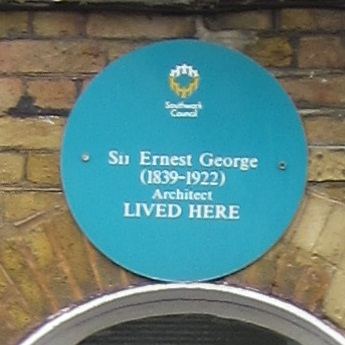 Southwark
Council
Sir Ernest George
(1839-1922)
Architect
LIVED HERE